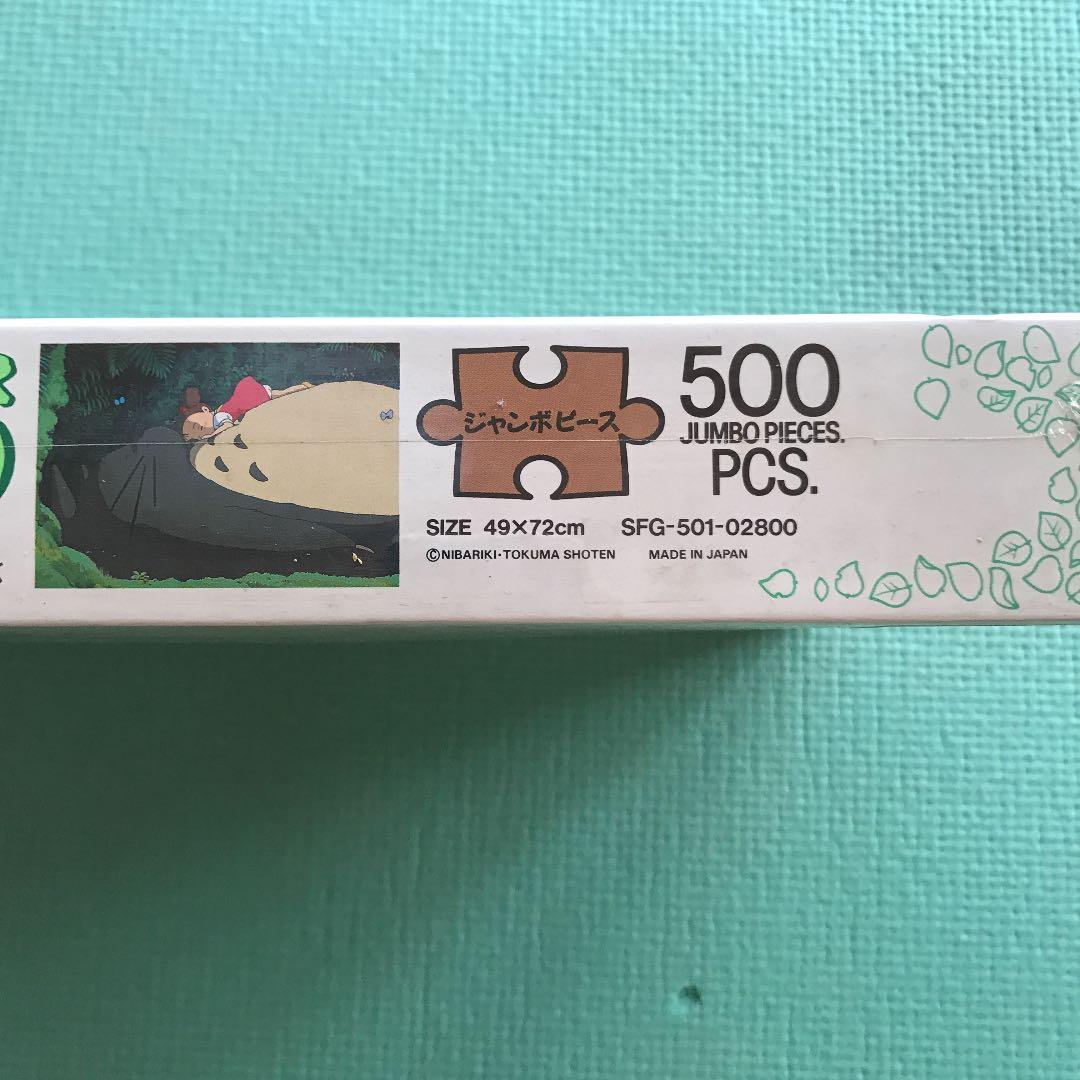 ジャンボピース
500
JUMBO PIECES.
PCS.
SIZE 49×72cm SFG-501-02800
©NIBARIKI・TOKUMA SHOTEN MADE IN JAPAN